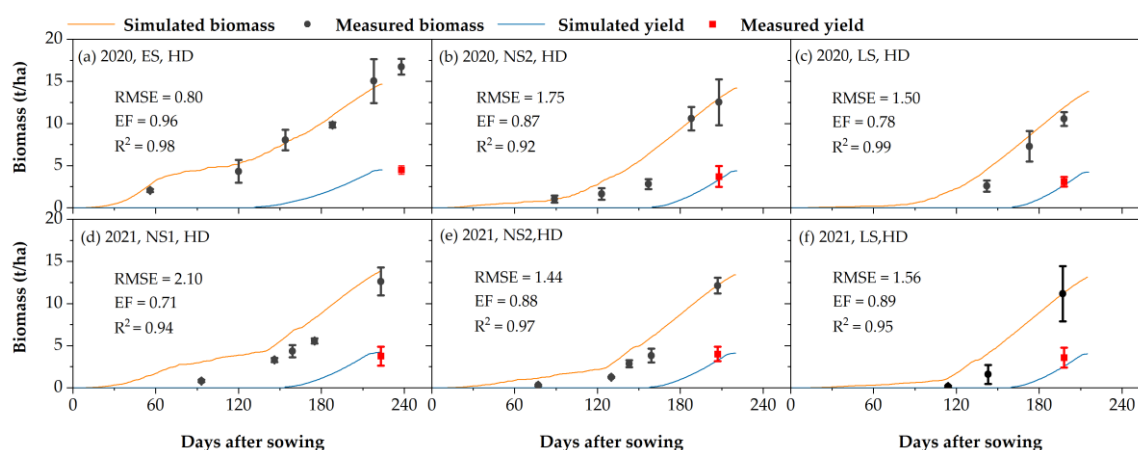 Simulated biomass Measured biomass Simulated yield Measured yield
Biomass (t/ha)
20
15
10
5
0
(a) 2020, ES, HD
RMSE = 0.80
EF = 0.96
R² = 0.98
(b) 2020, NS2, HD
RMSE = 1.75
EF = 0.87
R² = 0.92
(c) 2020, LS, HD
RMSE = 1.50
EF = 0.78
R² = 0.99
Biomass (t/ha)
20
15
10
5
0
(d) 2021, NS1, HD
RMSE = 2.10
EF = 0.71
R² = 0.94
(e) 2021, NS2,HD
RMSE = 1.44
EF = 0.88
R² = 0.97
(f) 2021, LS,HD
RMSE = 1.56
EF = 0.89
R² = 0.95
0 60 120 180 240 0 60 120 180 240 0 60 120 180 240
Days after sowing Days after sowing Days after sowing